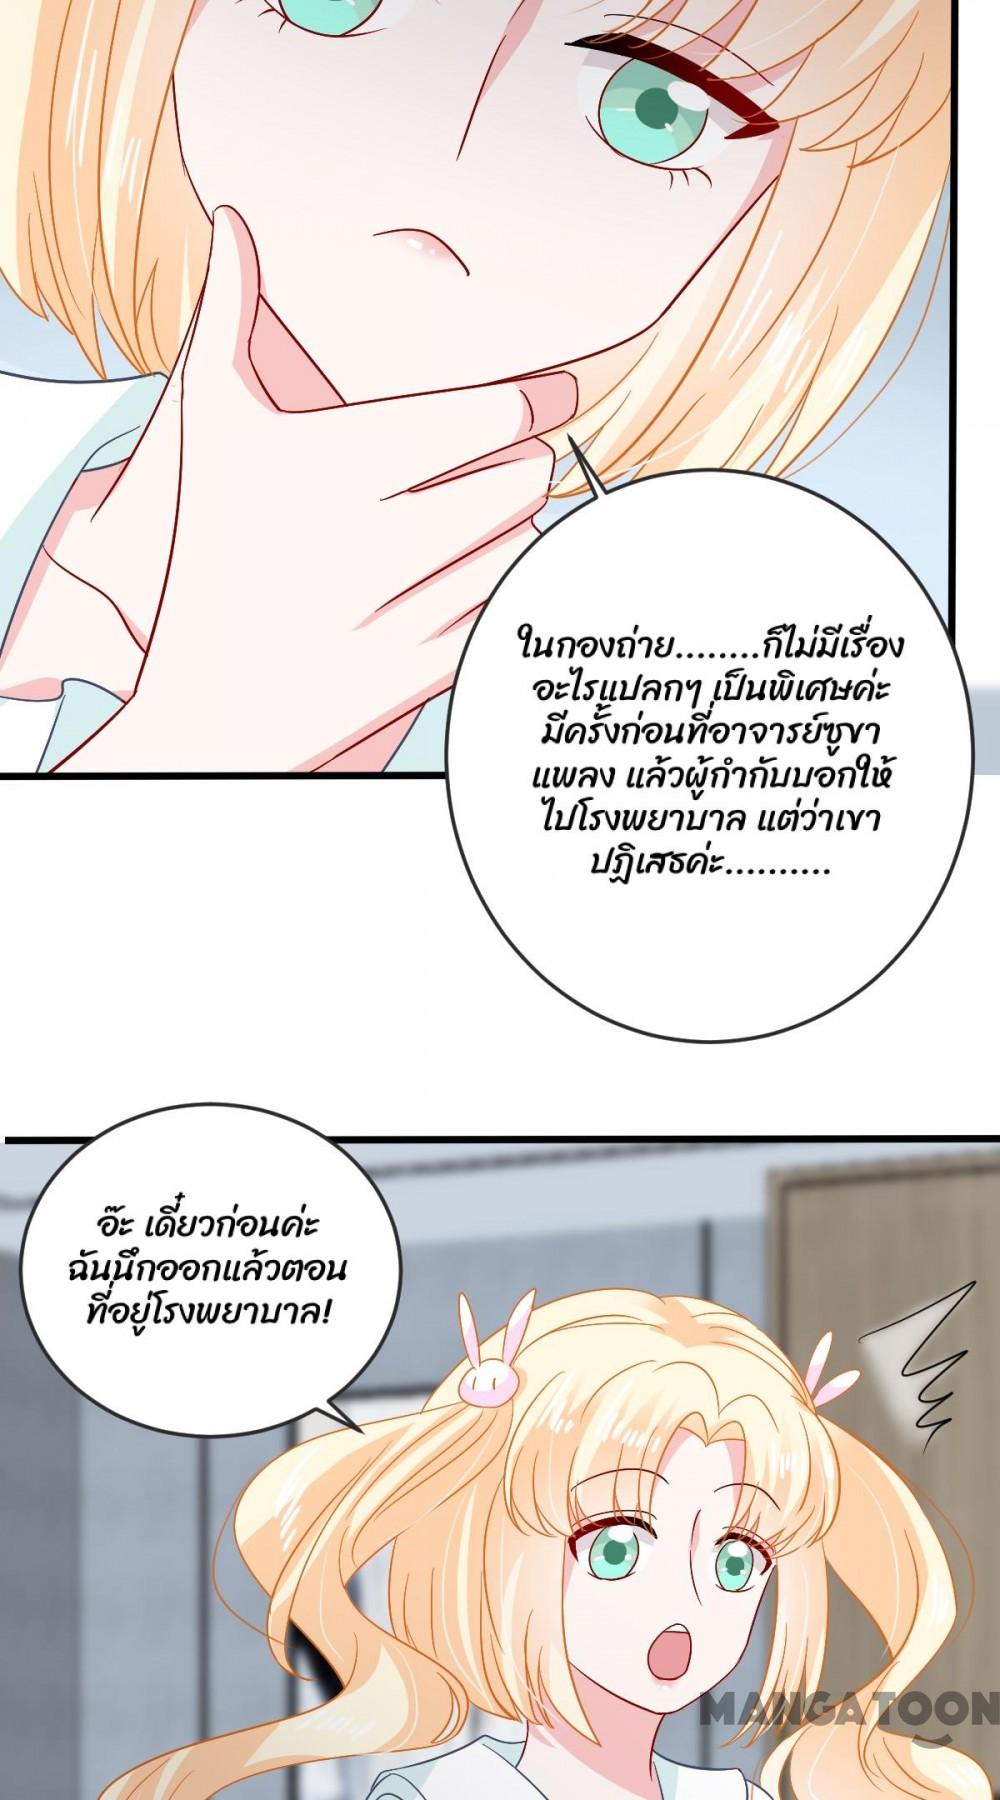 ในกองถ่าย........ก็ไม่มีเรื่อง
อะไรแปลกๆ เป็นพิเศษค่ะ
มีครั้งก่อนที่อาจารย์ซูขา
แพลง แล้วผู้กำกับบอกให้
ไปโรงพยาบาล แต่ว่าเขา
ปฏิเสธค่ะ..........
อ๊ะ เดี๋ยวก่อนค่ะ
ฉันนึกออกแล้วตอน
ที่อยู่โรงพยาบาล!
MANGATOON